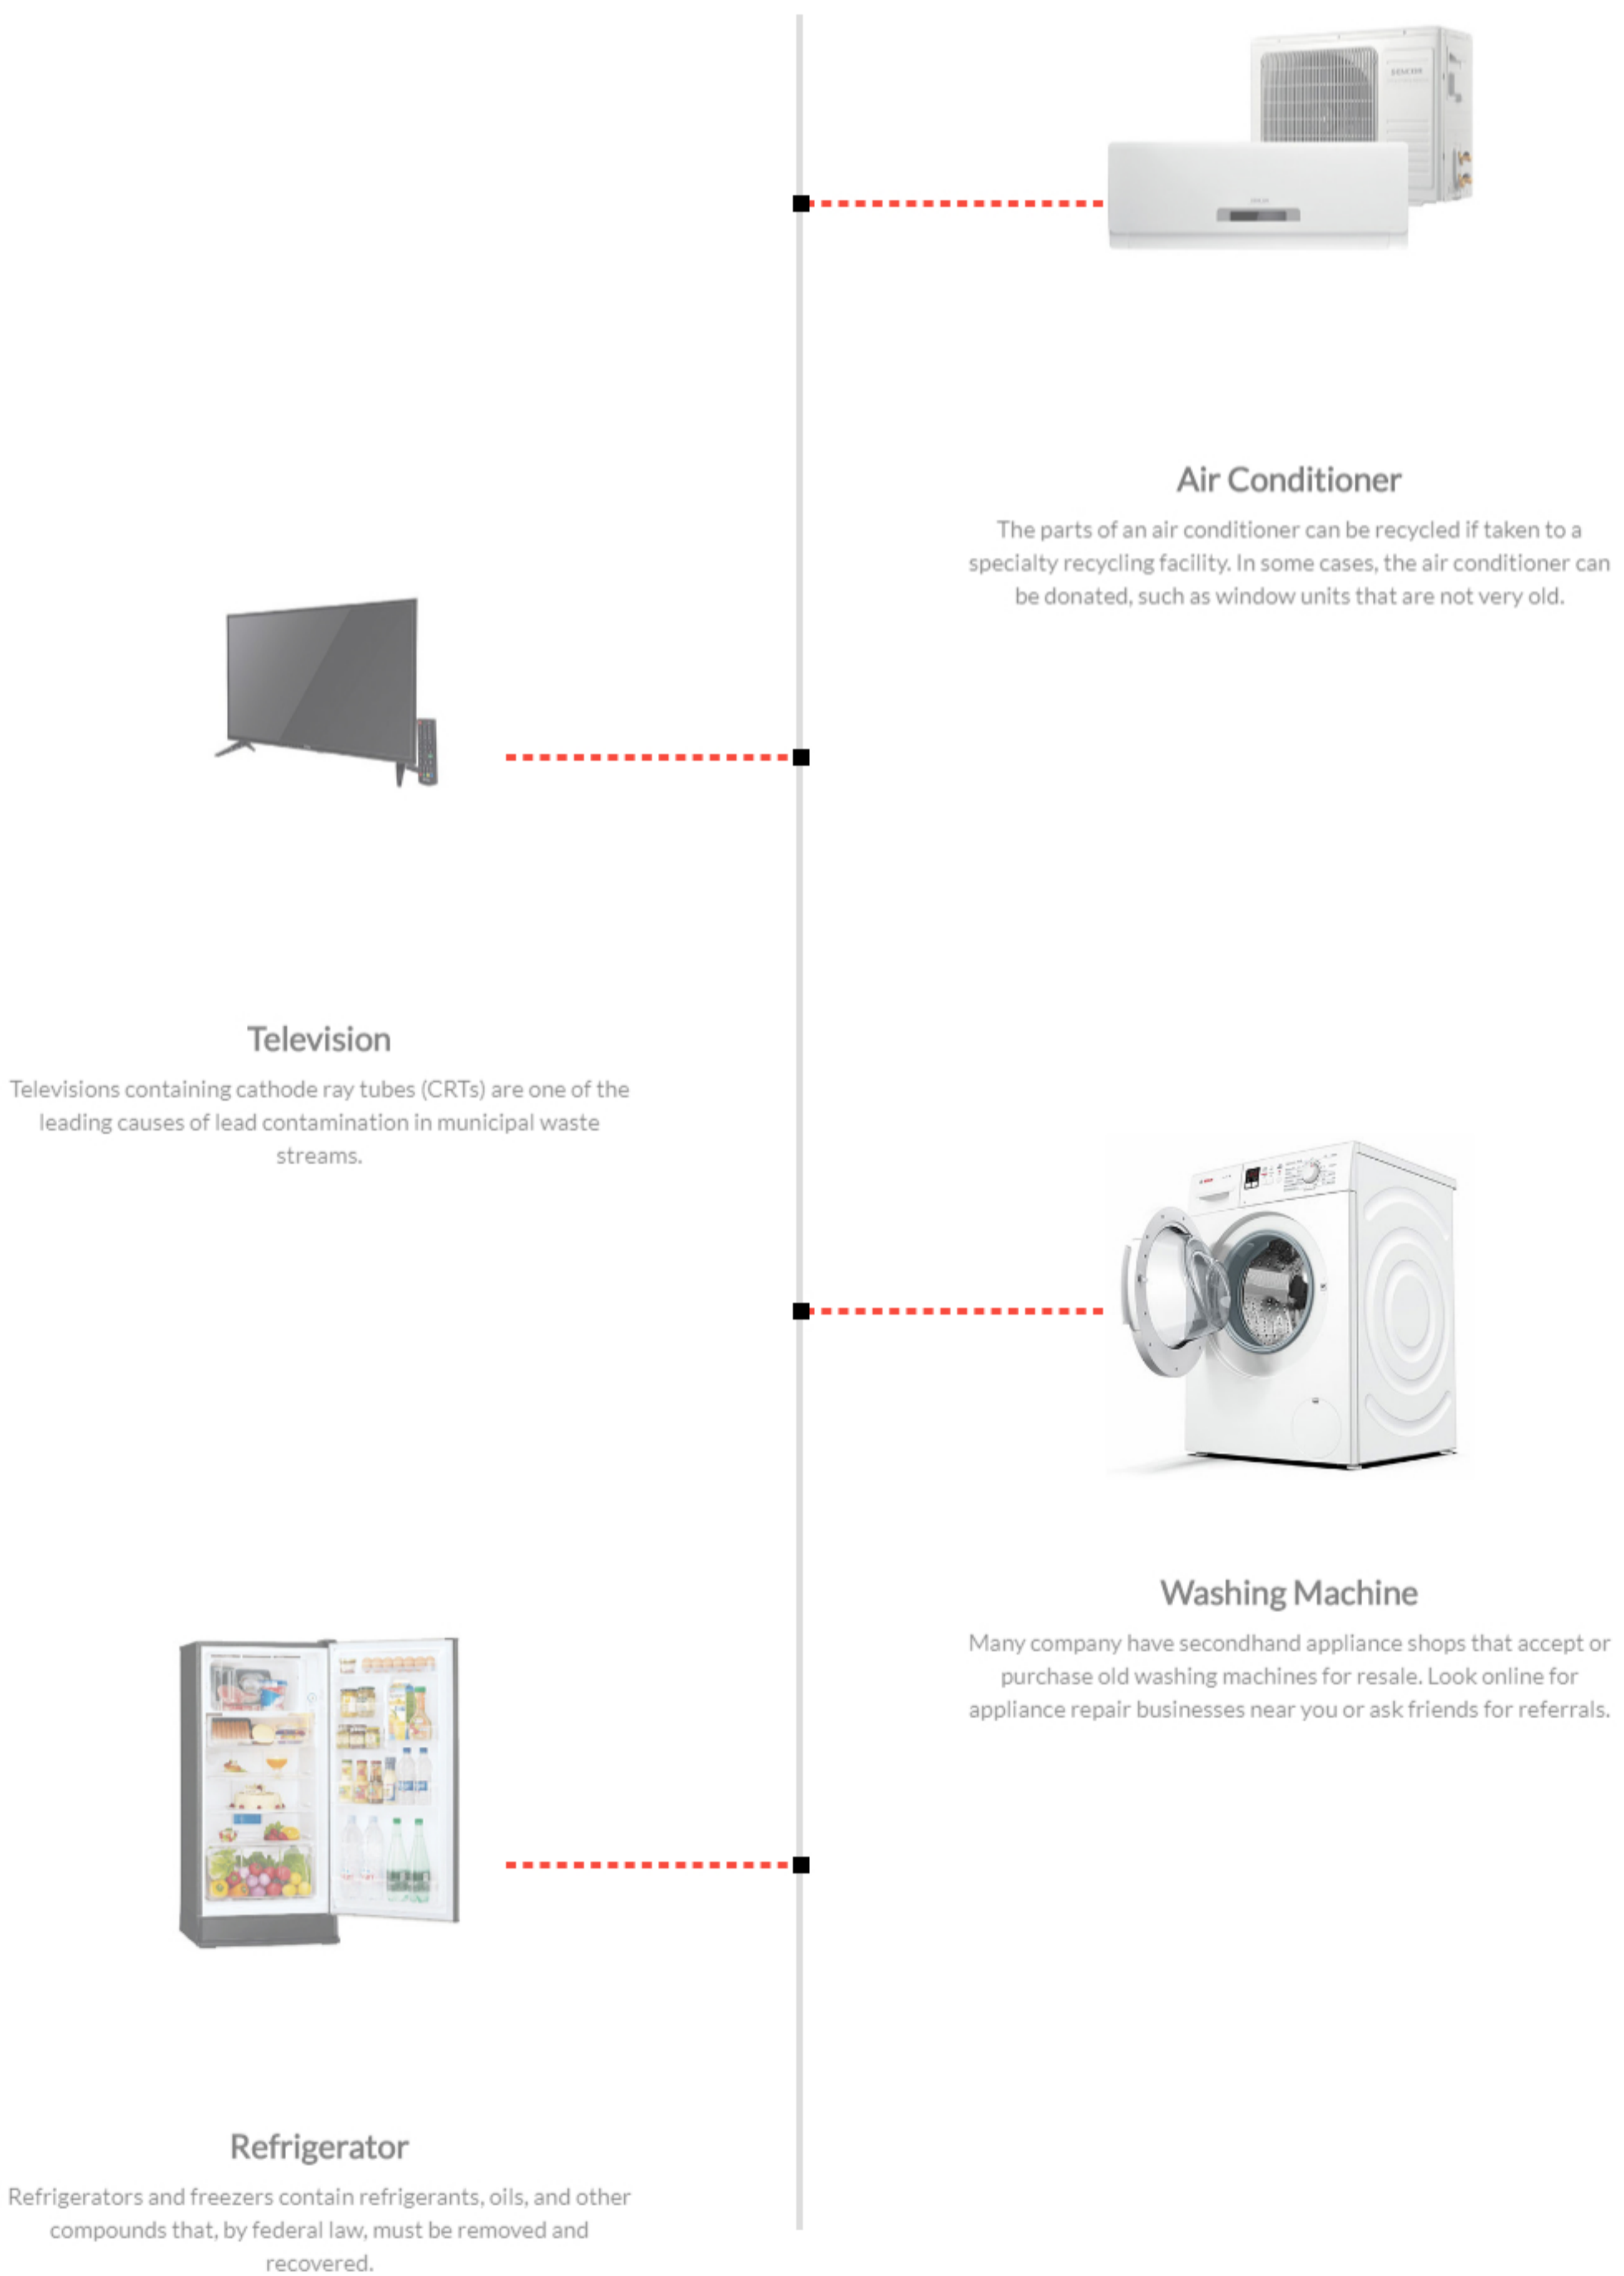 Air Conditioner
The parts of an air conditioner can be recycled if taken to a
specialty recycling facility. In some cases, the air conditioner can
be donated, such as window units that are not very old.
Television
Televisions containing cathode ray tubes (CRTs) are one of the
leading causes of lead contamination in municipal waste
streams.
Washing Machine
Many company have secondhand appliance shops that accept or
purchase old washing machines for resale. Look online for
appliance repair businesses near you or ask friends for referrals.
Refrigerator
Refrigerators and freezers contain refrigerants, oils, and other
compounds that, by federal law, must be removed and
recovered.